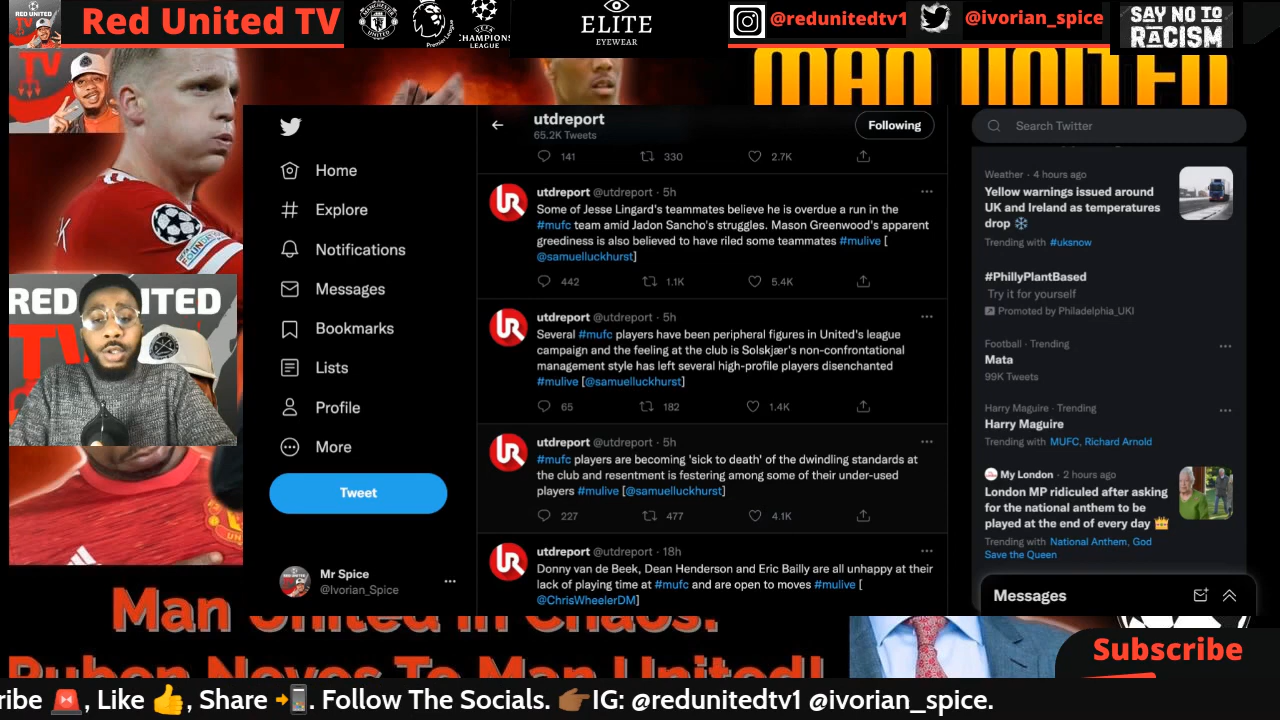 Red United TV
Premier League
CHAMPIONS
LEAGUE
ELITE
EYEWEAR
@redunitedtv1
@ivorian_spice
SAY NO TO
RACISM
TV
MAN UNITED
FOUNDATION
RED UNITED
utdreport
65.2K Tweets
Following
Search Twitter
Home
Explore
Notifications
Messages
Bookmarks
Lists
Profile
More
Tweet
Mr Spice
@Ivorian_Spice
141 330 2.7K
utdreport @utdreport · 5h
Some of Jesse Lingard's teammates believe he is overdue a run in the
#mufc team amid Jadon Sancho's struggles. Mason Greenwood's apparent
greediness is also believed to have riled some teammates #mulive [
@samuelluckhurst]
442 1.1K 5.4K
utdreport @utdreport · 5h
Several #mufc players have been peripheral figures in United's league
campaign and the feeling at the club is Solskjær's non-confrontational
management style has left several high-profile players disenchanted
#mulive [@samuelluckhurst]
65 182 1.4K
utdreport @utdreport · 5h
#mufc players are becoming 'sick to death' of the dwindling standards at
the club and resentment is festering among some of their under-used
players #mulive [@samuelluckhurst]
227 477 4.1K
utdreport @utdreport · 18h
Donny van de Beek, Dean Henderson and Eric Bailly are all unhappy at their
lack of playing time at #mufc and are open to moves #mulive [
@ChrisWheelerDM]
Weather · 4 hours ago
Yellow warnings issued around
UK and Ireland as temperatures
drop ❄️
Trending with #uksnow
#PhillyPlantBased
Try it for yourself
Promoted by Philadelphia_UKI
Football · Trending
Mata
99K Tweets
Harry Maguire · Trending
Harry Maguire
Trending with MUFC, Richard Arnold
My London · 2 hours ago
London MP ridiculed after asking
for the national anthem to be
played at the end of every day 👑
Trending with National Anthem, God
Save the Queen
Messages
Man United In Chaos!
Ruben Neves To Man United!
Subscribe
ribe 🚨, Like 👍, Share 📲. Follow The Socials. 👉🏾IG: @redunitedtv1 @ivorian_spice.